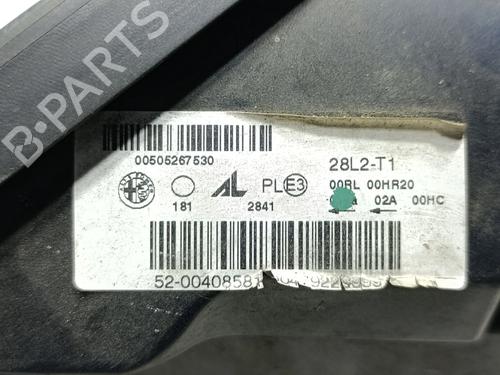 B-PARTS
00505267530
28L2-T1
AL PL E3 00RL 00HR20
181 2841 02A 00HC
52-0040858